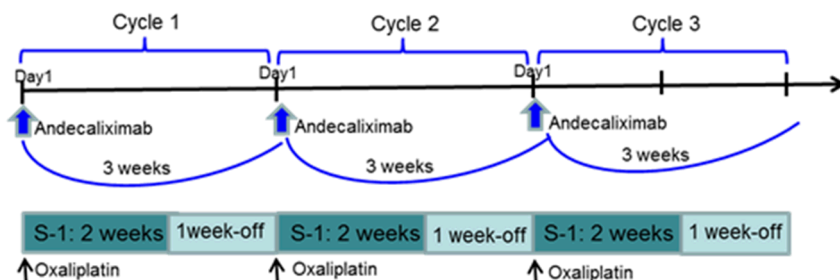 Cycle 1 Cycle 2 Cycle 3
Day1 Day1 Day1
Andecaliximab Andecaliximab Andecaliximab
3 weeks 3 weeks 3 weeks
S-1: 2 weeks 1week-off S-1: 2 weeks 1 week-off S-1: 2 weeks 1 week-off
Oxaliplatin Oxaliplatin Oxaliplatin